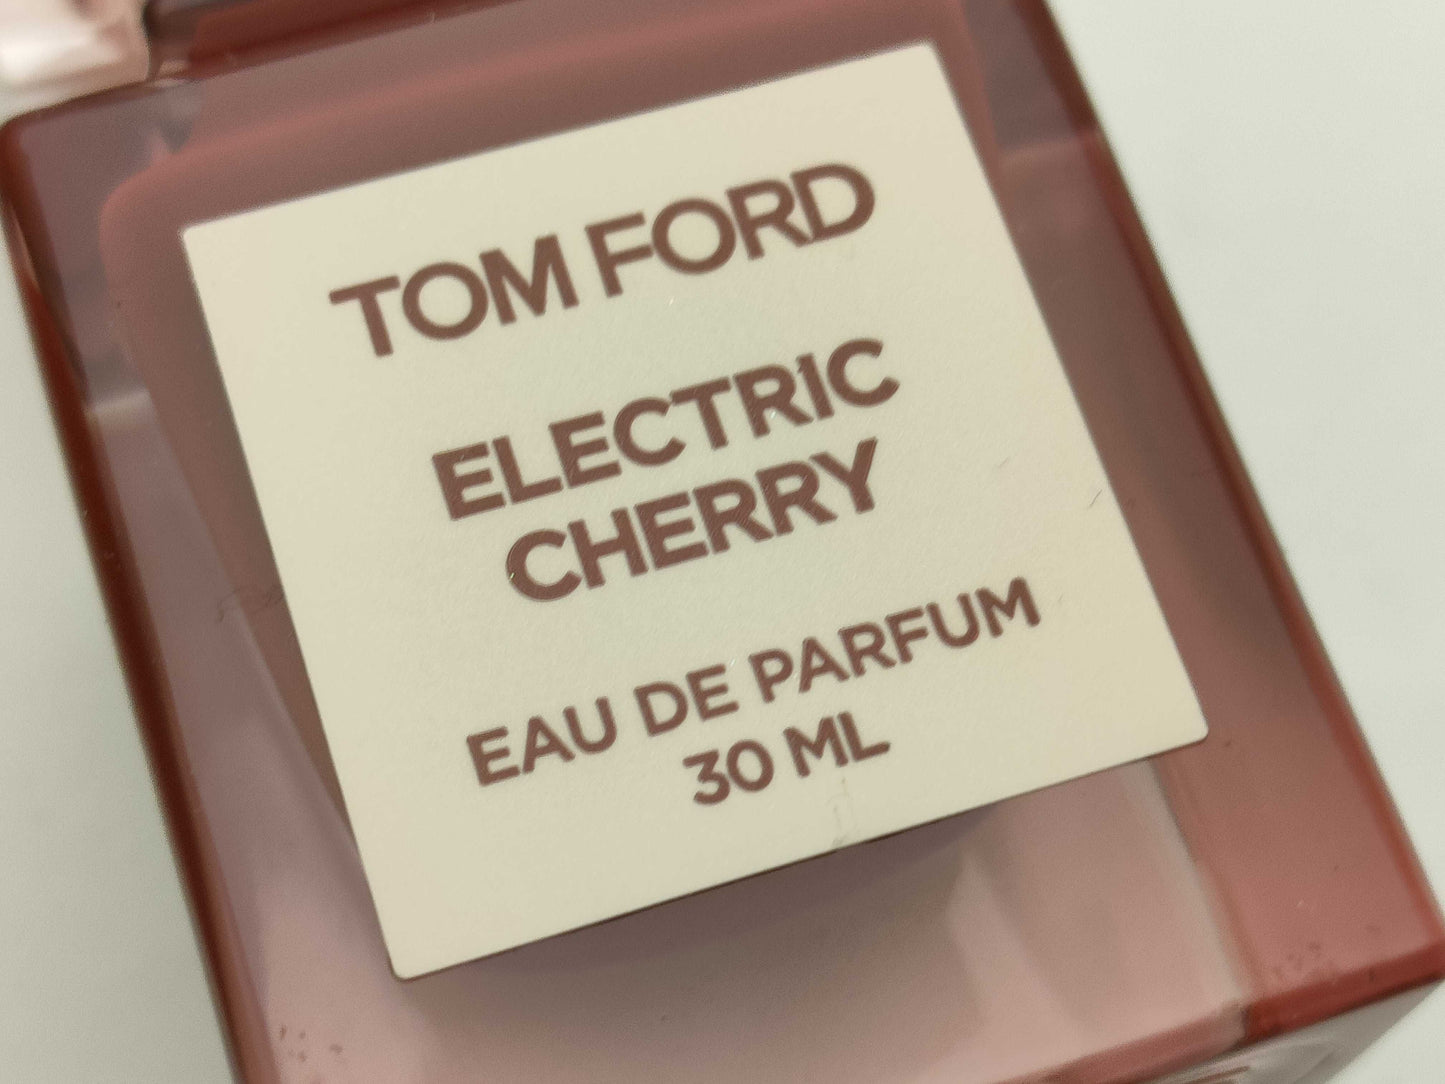 TOM FORD
ELECTRIC
CHERRY
EAU DE PARFUM
30 ML